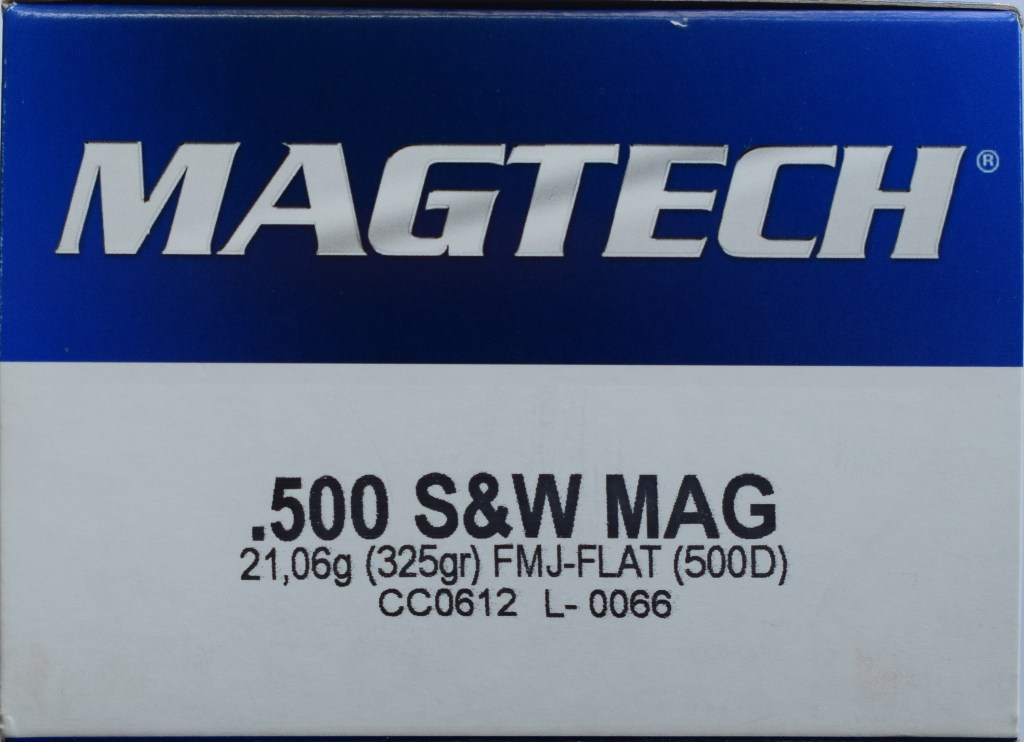 MAGTECH®
.500 S&W MAG
21,06g (325gr) FMJ-FLAT (500D)
CC0612 L- 0066